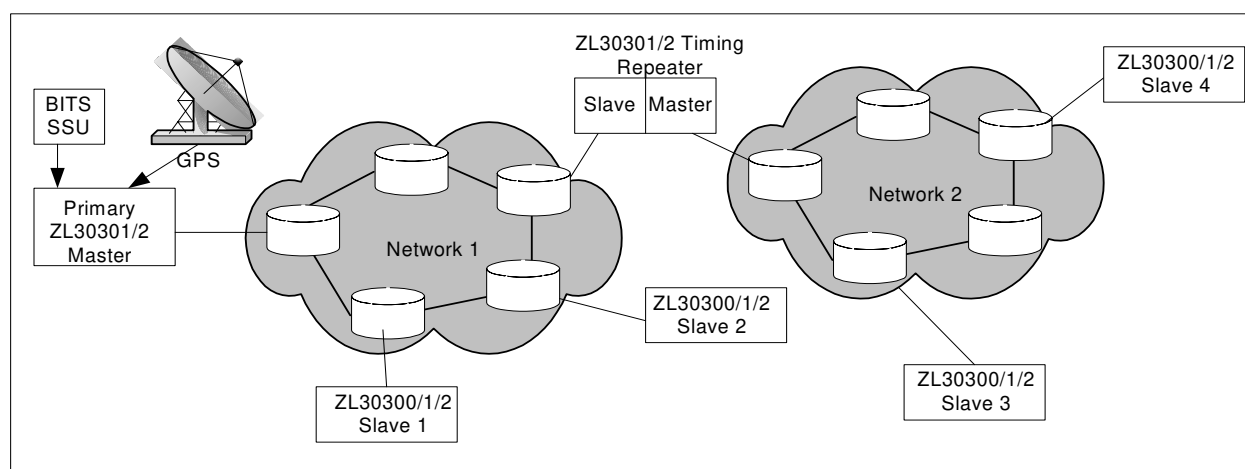 BITS
SSU
GPS
Primary
ZL30301/2
Master
Network 1
ZL30300/1/2
Slave 1
ZL30300/1/2
Slave 2
ZL30301/2 Timing
Repeater
Slave
Master
Network 2
ZL30300/1/2
Slave 4
ZL30300/1/2
Slave 3